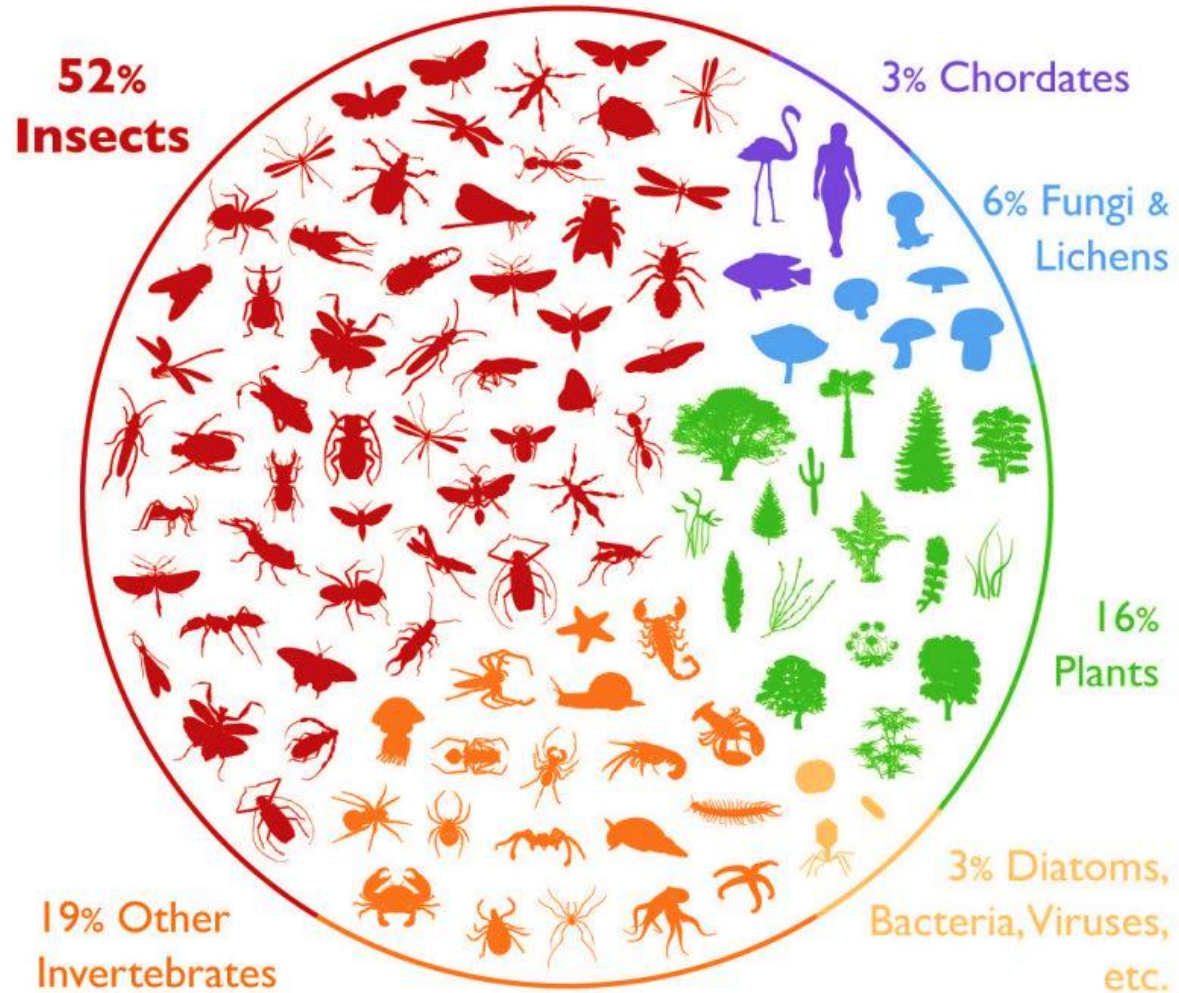 52%
Insects
3% Chordates
6% Fungi &
Lichens
16%
Plants
3% Diatoms,
Bacteria, Viruses,
etc.
19% Other
Invertebrates